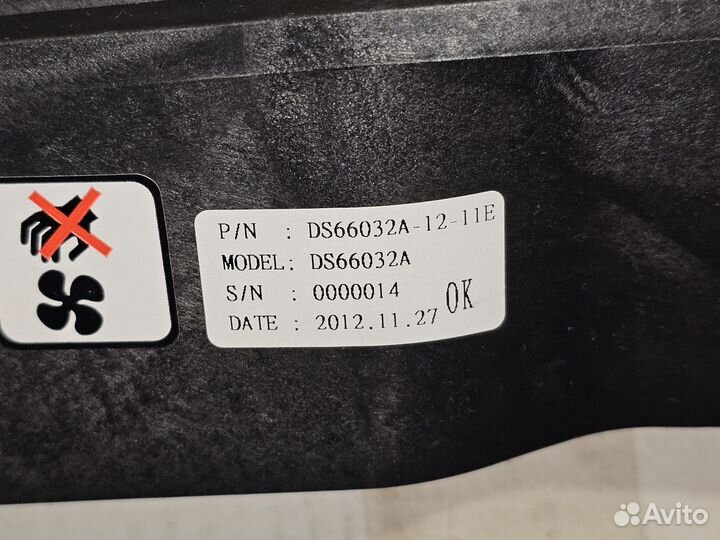 P/N : DS66032A-12-11E
MODEL: DS66032A
S/N : 0000014
DATE : 2012.11.27 OK
Avito